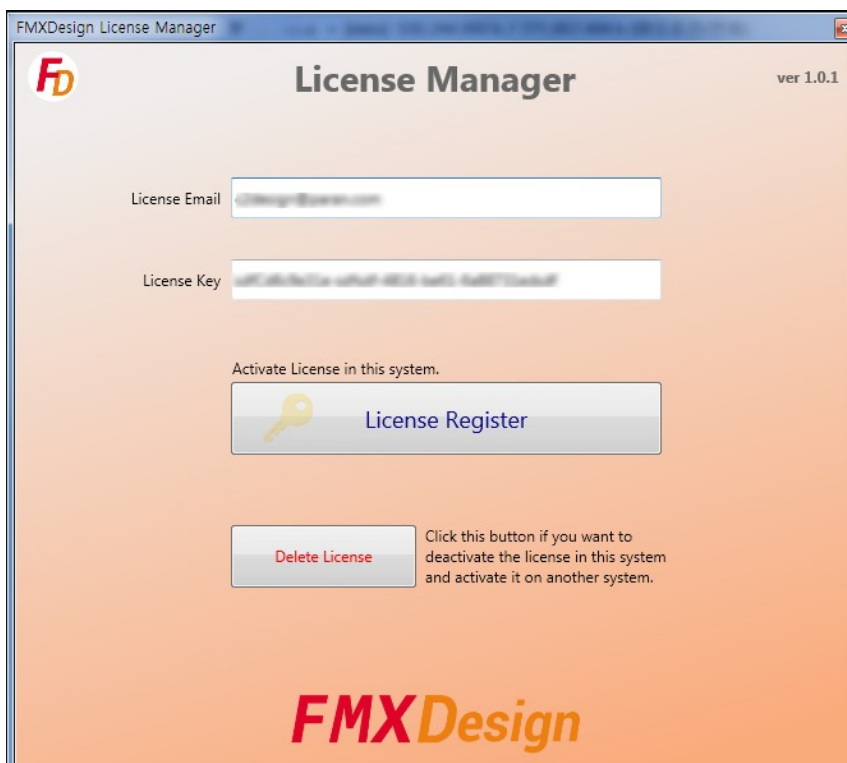 FMXDesign License Manager
FD
License Manager
ver 1.0.1
License Email
License Key
Activate License in this system.
License Register
Delete License
Click this button if you want to
deactivate the license in this system
and activate it on another system.
FMXDesign